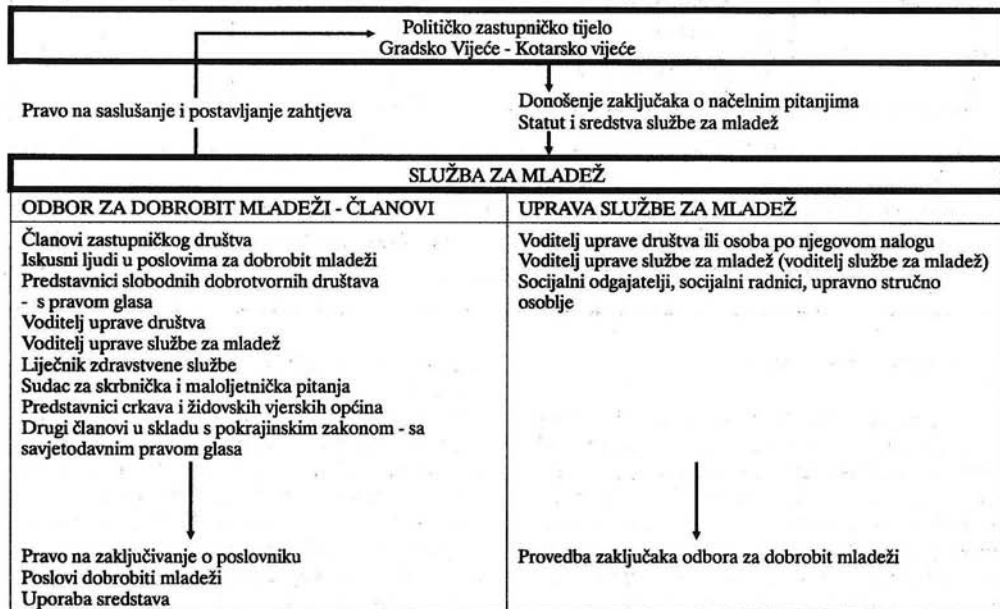 Političko zastupničko tijelo
Gradsko Vijeće - Kotarsko vijeće
Pravo na saslušanje i postavljanje zahtjeva
Donošenje zaključaka o načelnim pitanjima
Statut i sredstva službe za mladež
SLUŽBA ZA MLADEŽ
ODBOR ZA DOBROBIT MLADEŽI - ČLANOVI
Članovi zastupničkog društva
Iskusni ljudi u poslovima za dobrobit mladeži
Predstavnici slobodnih dobrotvornih društava
- s pravom glasa
Voditelj uprave društva
Voditelj uprave službe za mladež
Liječnik zdravstvene službe
Sudac za skrbnička i maloljetnička pitanja
Predstavnici crkava i židovskih vjerskih općina
Drugi članovi u skladu s pokrajinskim zakonom - sa
savjetodavnim pravom glasa
Pravo na zaključivanje o poslovniku
Poslovi dobrobiti mladeži
Uporaba sredstava
UPRAVA SLUŽBE ZA MLADEŽ
Voditelj uprave društva ili osoba po njegovom nalogu
Voditelj uprave službe za mladež (voditelj službe za mladež)
Socijalni odgajatelji, socijalni radnici, upravno stručno
osoblje
Provedba zaključaka odbora za dobrobit mladeži